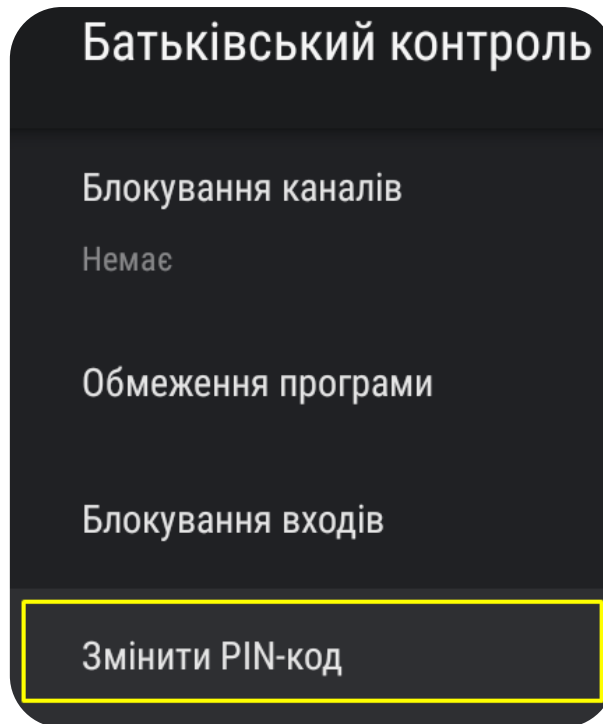 Батьківський контроль
Блокування каналів
Немає
Обмеження програми
Блокування входів
Змінити PIN-код